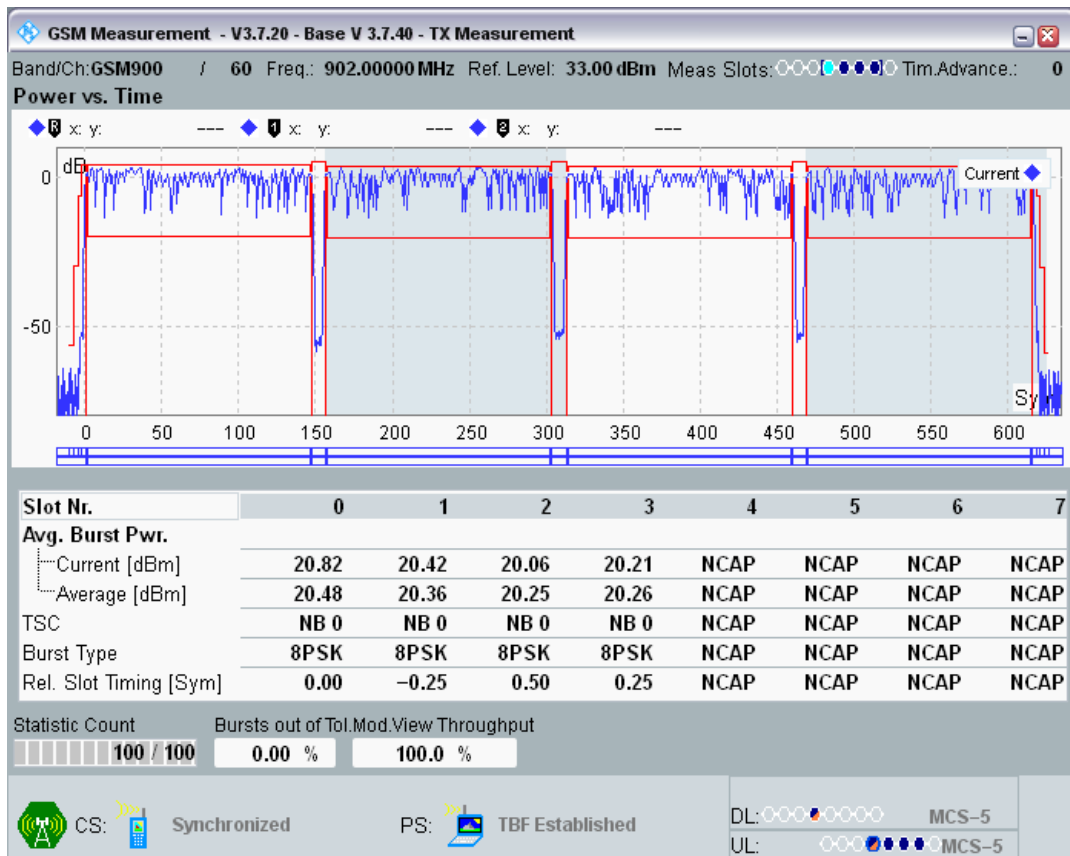 GSM Measurement - V3.7.20 - Base V 3.7.40 - TX Measurement
Band/Ch:GSM900 / 60 Freq.: 902.00000 MHz Ref. Level: 33.00 dBm Meas Slots: Tim.Advance.: 0
Power vs. Time
R x: y: --- 1 x: y: --- 2 x: y: ---
dB
Current
0
-50
Sy
0 50 100 150 200 250 300 350 400 450 500 550 600
Slot Nr. 0 1 2 3 4 5 6 7
Avg. Burst Pwr.
Current [dBm] 20.82 20.42 20.06 20.21 NCAP NCAP NCAP NCAP
Average [dBm] 20.48 20.36 20.25 20.26 NCAP NCAP NCAP NCAP
TSC NB 0 NB 0 NB 0 NB 0 NCAP NCAP NCAP NCAP
Burst Type 8PSK 8PSK 8PSK 8PSK NCAP NCAP NCAP NCAP
Rel. Slot Timing [Sym] 0.00 −0.25 0.50 0.25 NCAP NCAP NCAP NCAP
Statistic Count Bursts out of Tol. Mod.View Throughput
100 / 100 0.00 % 100.0 %
CS: Synchronized PS: TBF Established
DL: MCS−5
UL: MCS−5